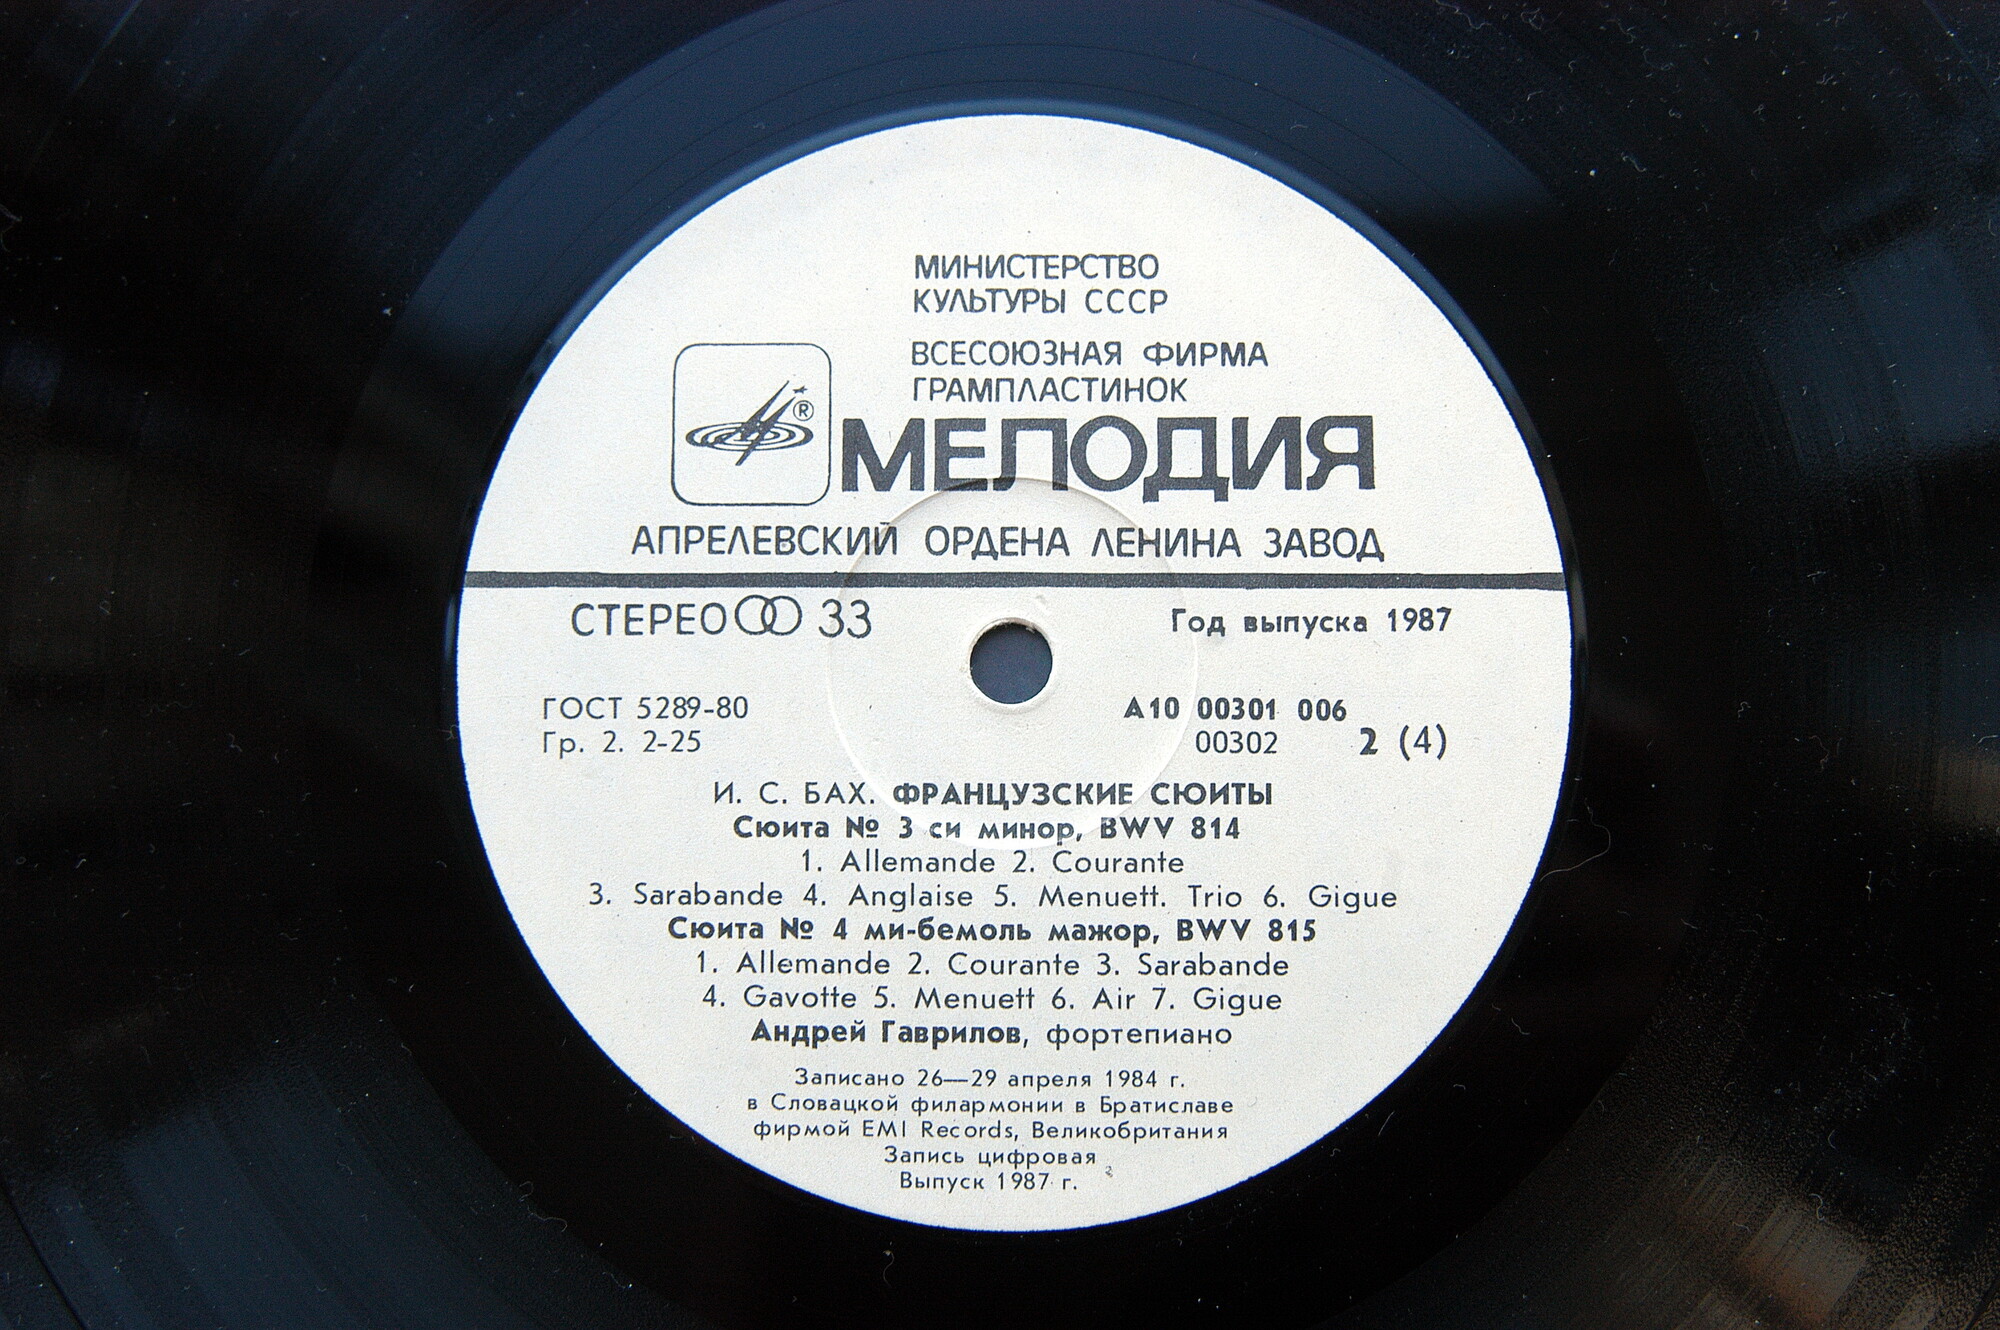 МИНИСТЕРСТВО
КУЛЬТУРЫ СССР
ВСЕСОЮЗНАЯ ФИРМА
ГРАМПЛАСТИНОК
®
МЕЛОДИЯ
АПРЕЛЕВСКИЙ ОРДЕНА ЛЕНИНА ЗАВОД
СТЕРЕО 33
Год выпуска 1987
ГОСТ 5289-80
Гр. 2. 2-25
А10 00301 006
00302 2 (4)
И. С. БАХ. ФРАНЦУЗСКИЕ СЮИТЫ
Сюита № 3 си минор, BWV 814
1. Allemande 2. Courante
3. Sarabande 4. Anglaise 5. Menuett. Trio 6. Gigue
Сюита № 4 ми-бемоль мажор, BWV 815
1. Allemande 2. Courante 3. Sarabande
4. Gavotte 5. Menuett 6. Air 7. Gigue
Андрей Гаврилов, фортепиано
Записано 26—29 апреля 1984 г.
в Словацкой филармонии в Братиславе
фирмой EMI Records, Великобритания
Запись цифровая
Выпуск 1987 г.